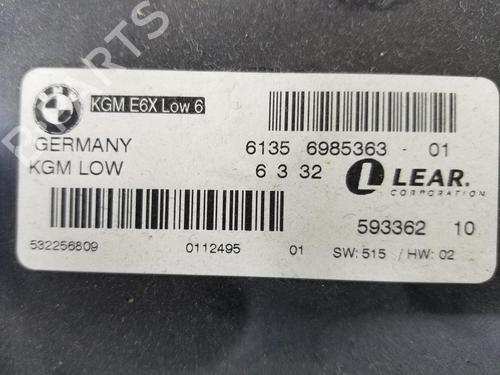 KGM E6X Low 6
GERMANY
6135 6985363 - 01
KGM LOW
6 3 32
LEAR.
CORPORATION
593362 10
532256809
0112495
01
SW: 515 / HW: 02